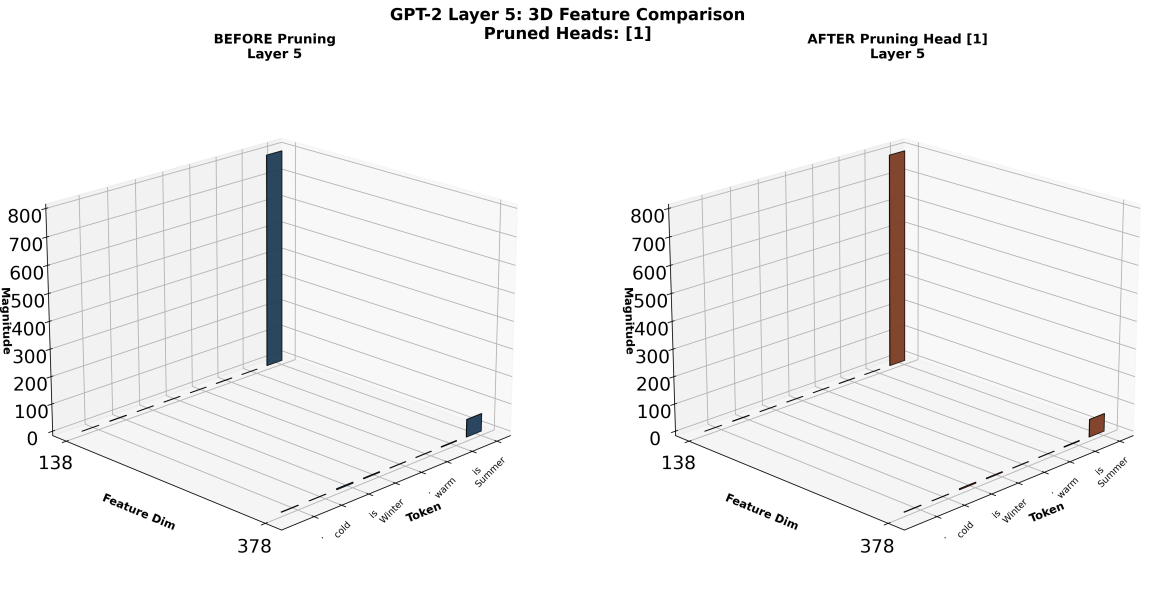 GPT-2 Layer 5: 3D Feature Comparison
Pruned Heads: [1]
BEFORE Pruning
Layer 5
800
700
600
500
400
300
200
100
0
Magnitude
138
378
Feature Dim
.
cold
is
Winter
.
warm
is
Summer
Token
AFTER Pruning Head [1]
Layer 5
800
700
600
500
400
300
200
100
0
Magnitude
138
378
Feature Dim
.
cold
is
Winter
.
warm
is
Summer
Token